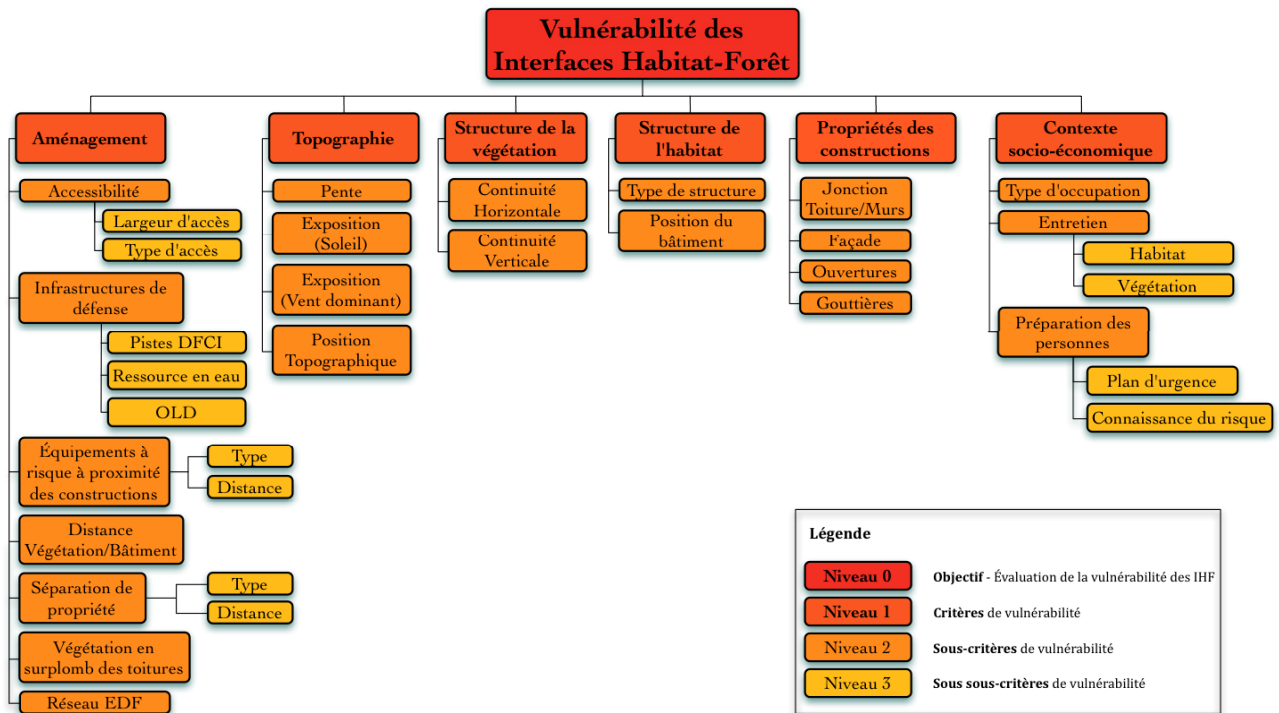 Vulnérabilité des
Interfaces Habitat-Forêt
Aménagement
Accessibilité
Largeur d'accès
Type d'accès
Infrastructures de
défense
Pistes DFCI
Ressource en eau
OLD
Équipements à
risque à proximité
des constructions
Type
Distance
Distance
Végétation/Bâtiment
Séparation de
propriété
Type
Distance
Végétation en
surplomb des toitures
Réseau EDF
Topographie
Pente
Exposition
(Soleil)
Exposition
(Vent dominant)
Position
Topographique
Structure de la
végétation
Continuité
Horizontale
Continuité
Verticale
Structure de
l'habitat
Type de structure
Position du
bâtiment
Propriétés des
constructions
Jonction
Toiture/Murs
Façade
Ouvertures
Gouttières
Contexte
socio-économique
Type d'occupation
Entretien
Habitat
Végétation
Préparation des
personnes
Plan d'urgence
Connaissance du risque
Légende
Niveau 0 Objectif - Évaluation de la vulnérabilité des IHF
Niveau 1 Critères de vulnérabilité
Niveau 2 Sous-critères de vulnérabilité
Niveau 3 Sous sous-critères de vulnérabilité